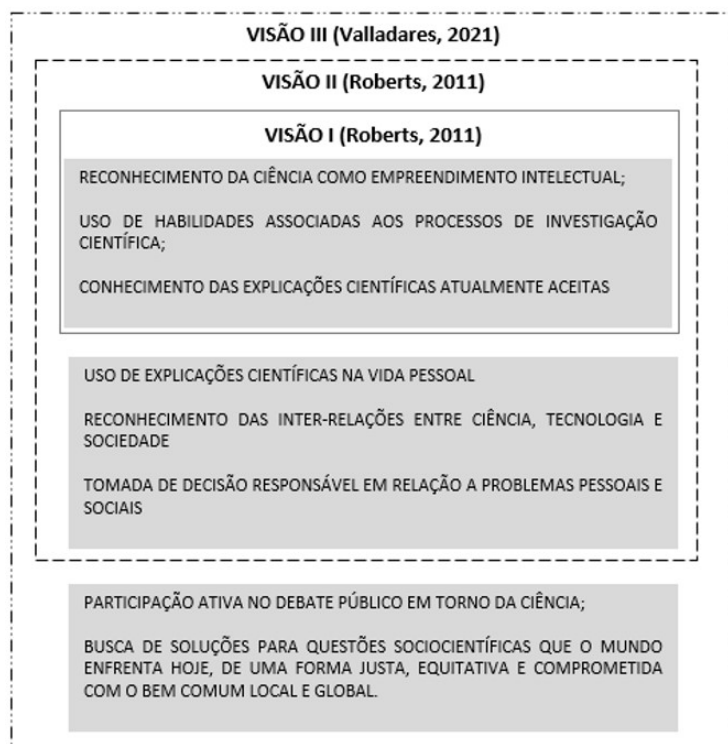 VISÃO III (Valladares, 2021)
VISÃO II (Roberts, 2011)
VISÃO I (Roberts, 2011)
RECONHECIMENTO DA CIÊNCIA COMO EMPREENDIMENTO INTELECTUAL;
USO DE HABILIDADES ASSOCIADAS AOS PROCESSOS DE INVESTIGAÇÃO
CIENTÍFICA;
CONHECIMENTO DAS EXPLICAÇÕES CIENTÍFICAS ATUALMENTE ACEITAS
USO DE EXPLICAÇÕES CIENTÍFICAS NA VIDA PESSOAL
RECONHECIMENTO DAS INTER-RELAÇÕES ENTRE CIÊNCIA, TECNOLOGIA E
SOCIEDADE
TOMADA DE DECISÃO RESPONSÁVEL EM RELAÇÃO A PROBLEMAS PESSOAIS E
SOCIAIS
PARTICIPAÇÃO ATIVA NO DEBATE PÚBLICO EM TORNO DA CIÊNCIA;
BUSCA DE SOLUÇÕES PARA QUESTÕES SOCIOCIENTÍFICAS QUE O MUNDO
ENFRENTA HOJE, DE UMA FORMA JUSTA, EQUITATIVA E COMPROMETIDA
COM O BEM COMUM LOCAL E GLOBAL.